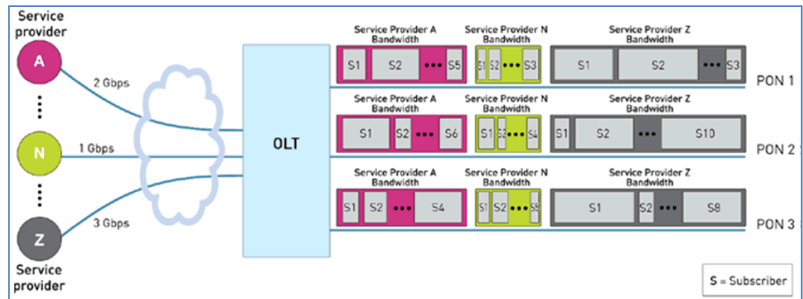 Service
provider
A
N
Z
Service
provider
2 Gbps
1 Gbps
3 Gbps
OLT
Service Provider A
Bandwidth
Service Provider N
Bandwidth
Service Provider Z
Bandwidth
S1 S2 ••• S5
S1 S2 ••• S3
S1 S2 ••• S3
PON 1
Service Provider A
Bandwidth
Service Provider N
Bandwidth
Service Provider Z
Bandwidth
S1 S2 ••• S6
S1 S2 ••• S4
S1 S2 ••• S10
PON 2
Service Provider A
Bandwidth
Service Provider N
Bandwidth
Service Provider Z
Bandwidth
S1 S2 ••• S4
S1 S2 ••• S5
S1 S2 ••• S8
PON 3
S = Subscriber